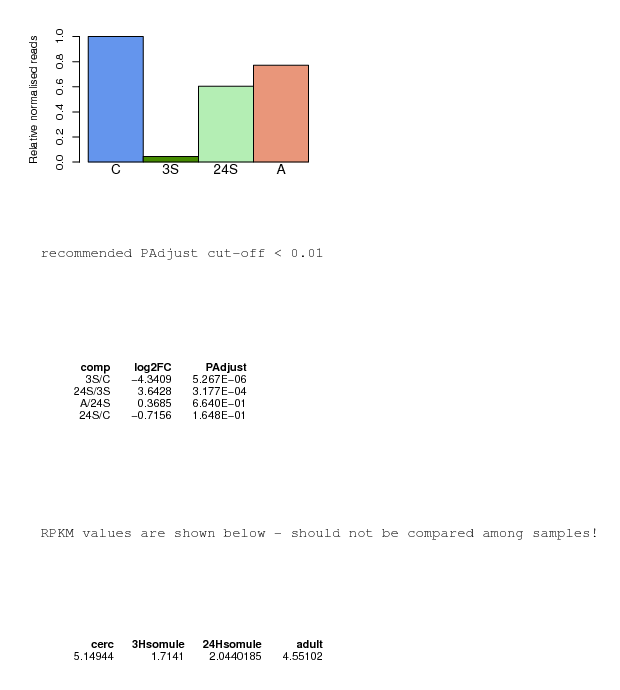 Relative normalised reads
1.0
0.8
0.6
0.4
0.2
0.0
C 3S 24S A
recommended PAdjust cut-off < 0.01
comp log2FC PAdjust
3S/C −4.3409 5.267E−06
24S/3S 3.6428 3.177E−04
A/24S 0.3685 6.640E−01
24S/C −0.7156 1.648E−01
RPKM values are shown below - should not be compared among samples!
cerc 3Hsomule 24Hsomule adult
5.14944 1.7141 2.0440185 4.55102